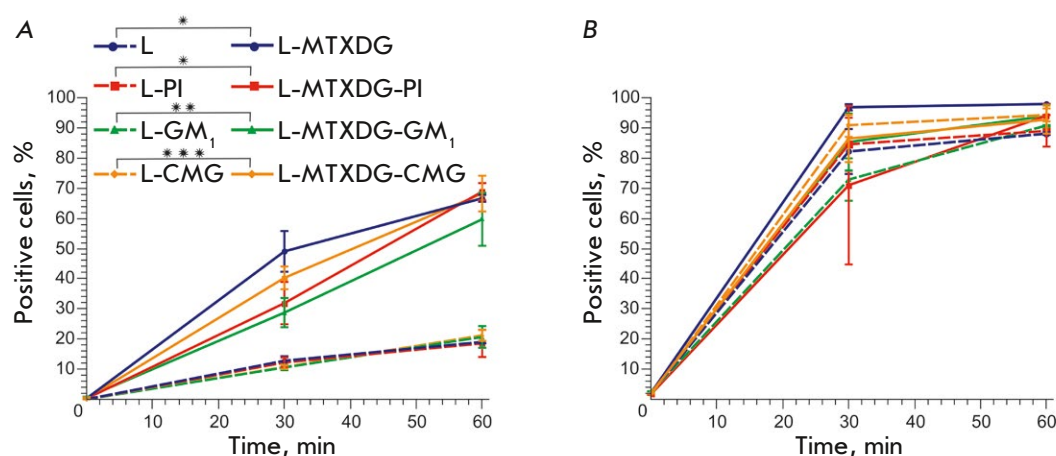 A
B
*
L L-MTXDG
*
L-PI L-MTXDG-PI
**
L-GM₁ L-MTXDG-GM₁
***
L-CMG L-MTXDG-CMG
Positive cells, %
100
90
80
70
60
50
40
30
20
10
0 10 20 30 40 50 60
Time, min
Positive cells, %
100
90
80
70
60
50
40
30
20
10
0 10 20 30 40 50 60
Time, min